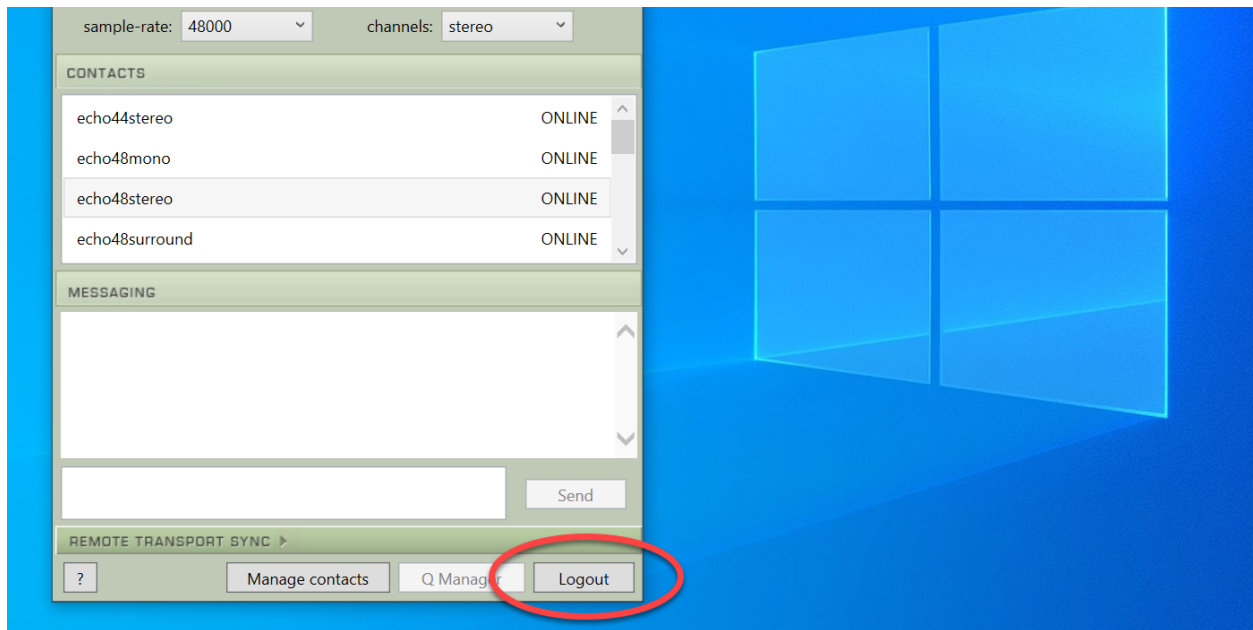 sample-rate: 48000 channels: stereo
CONTACTS
echo44stereo ONLINE
echo48mono ONLINE
echo48stereo ONLINE
echo48surround ONLINE
MESSAGING
Send
REMOTE TRANSPORT SYNC
? Manage contacts Q Manager Logout